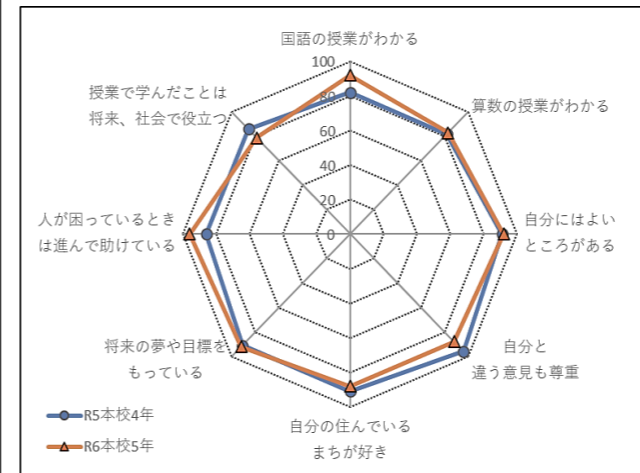 国語の授業がわかる
100
80
60
40
20
0
算数の授業がわかる
自分にはよい
ところがある
自分と
違う意見も尊重
自分の住んでいる
まちが好き
将来の夢や目標を
もっている
人が困っているとき
は進んで助けている
授業で学んだことは
将来、社会で役立つ
R5本校4年
R6本校5年